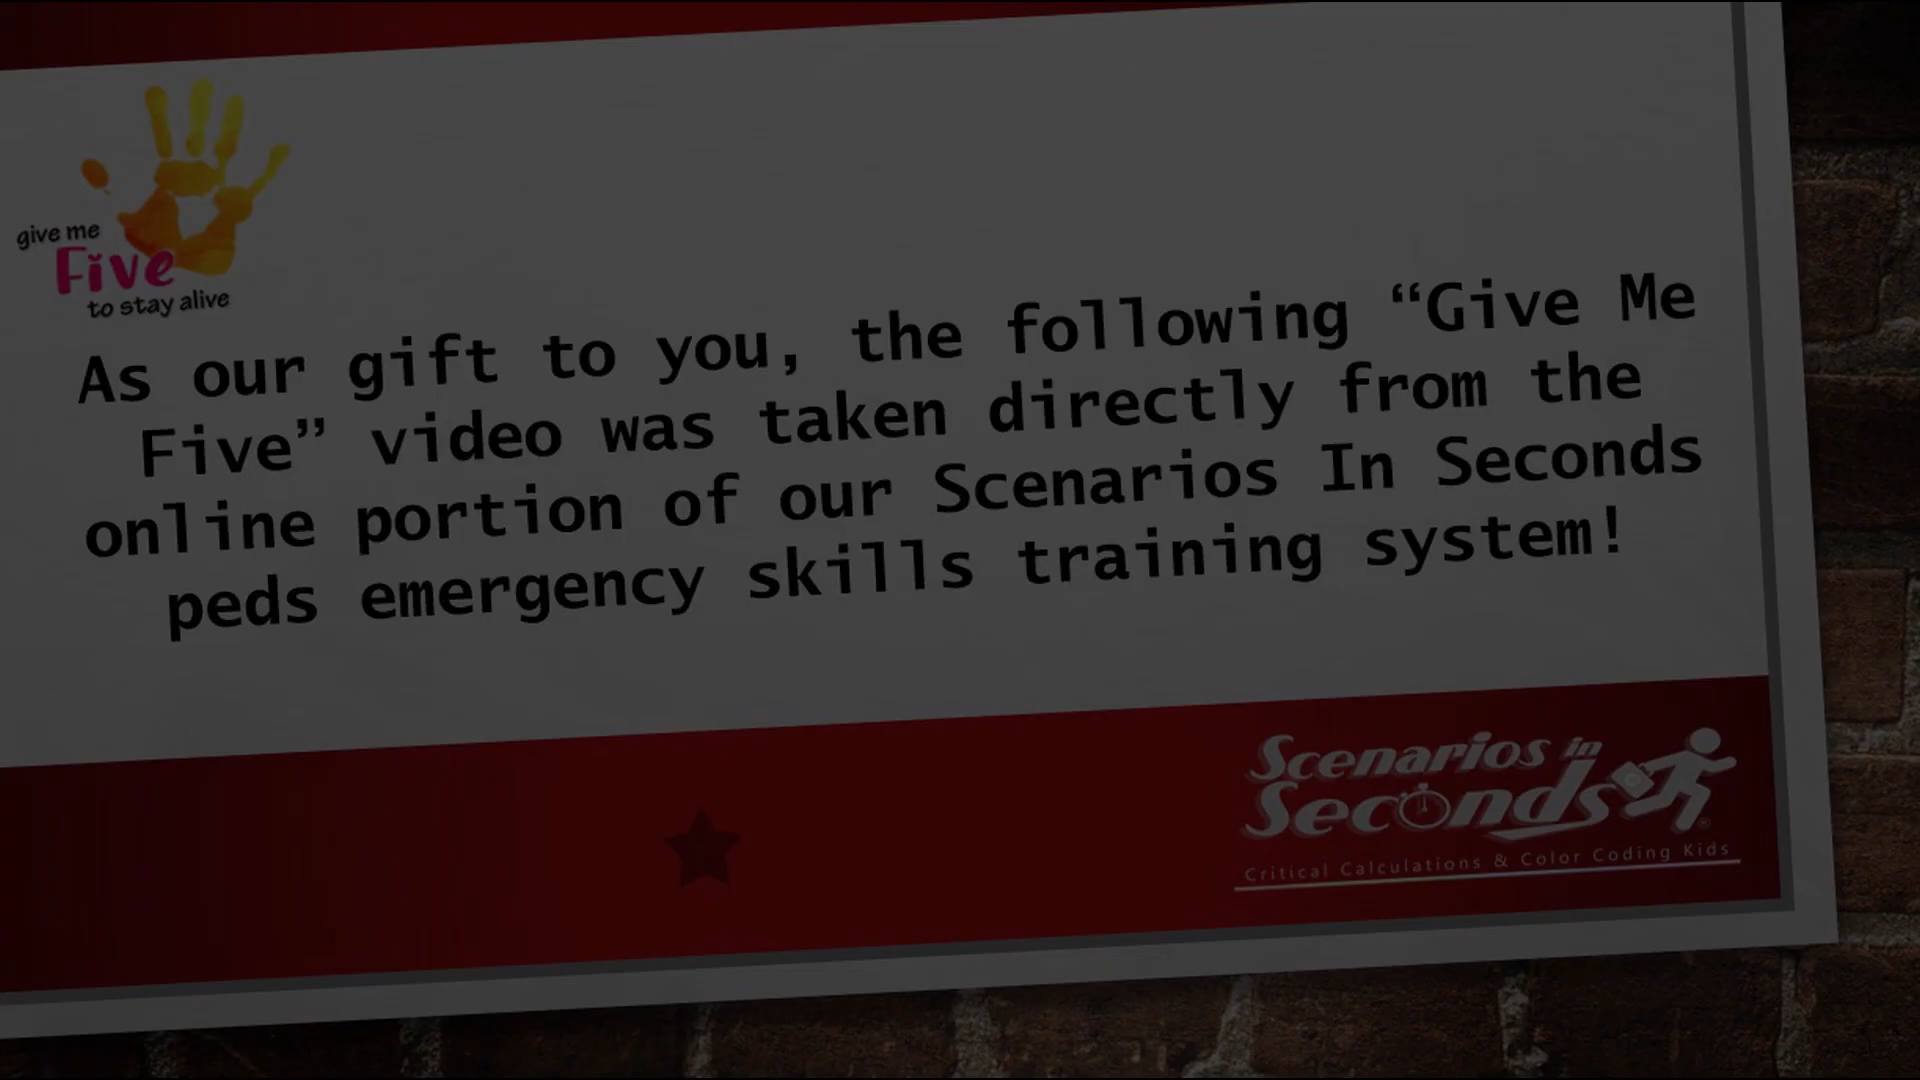 give me
Five
to stay alive
As our gift to you, the following “Give Me
Five” video was taken directly from the
online portion of our Scenarios In Seconds
peds emergency skills training system!
Scenarios in
Seconds
Critical Calculations & Color Coding Kids